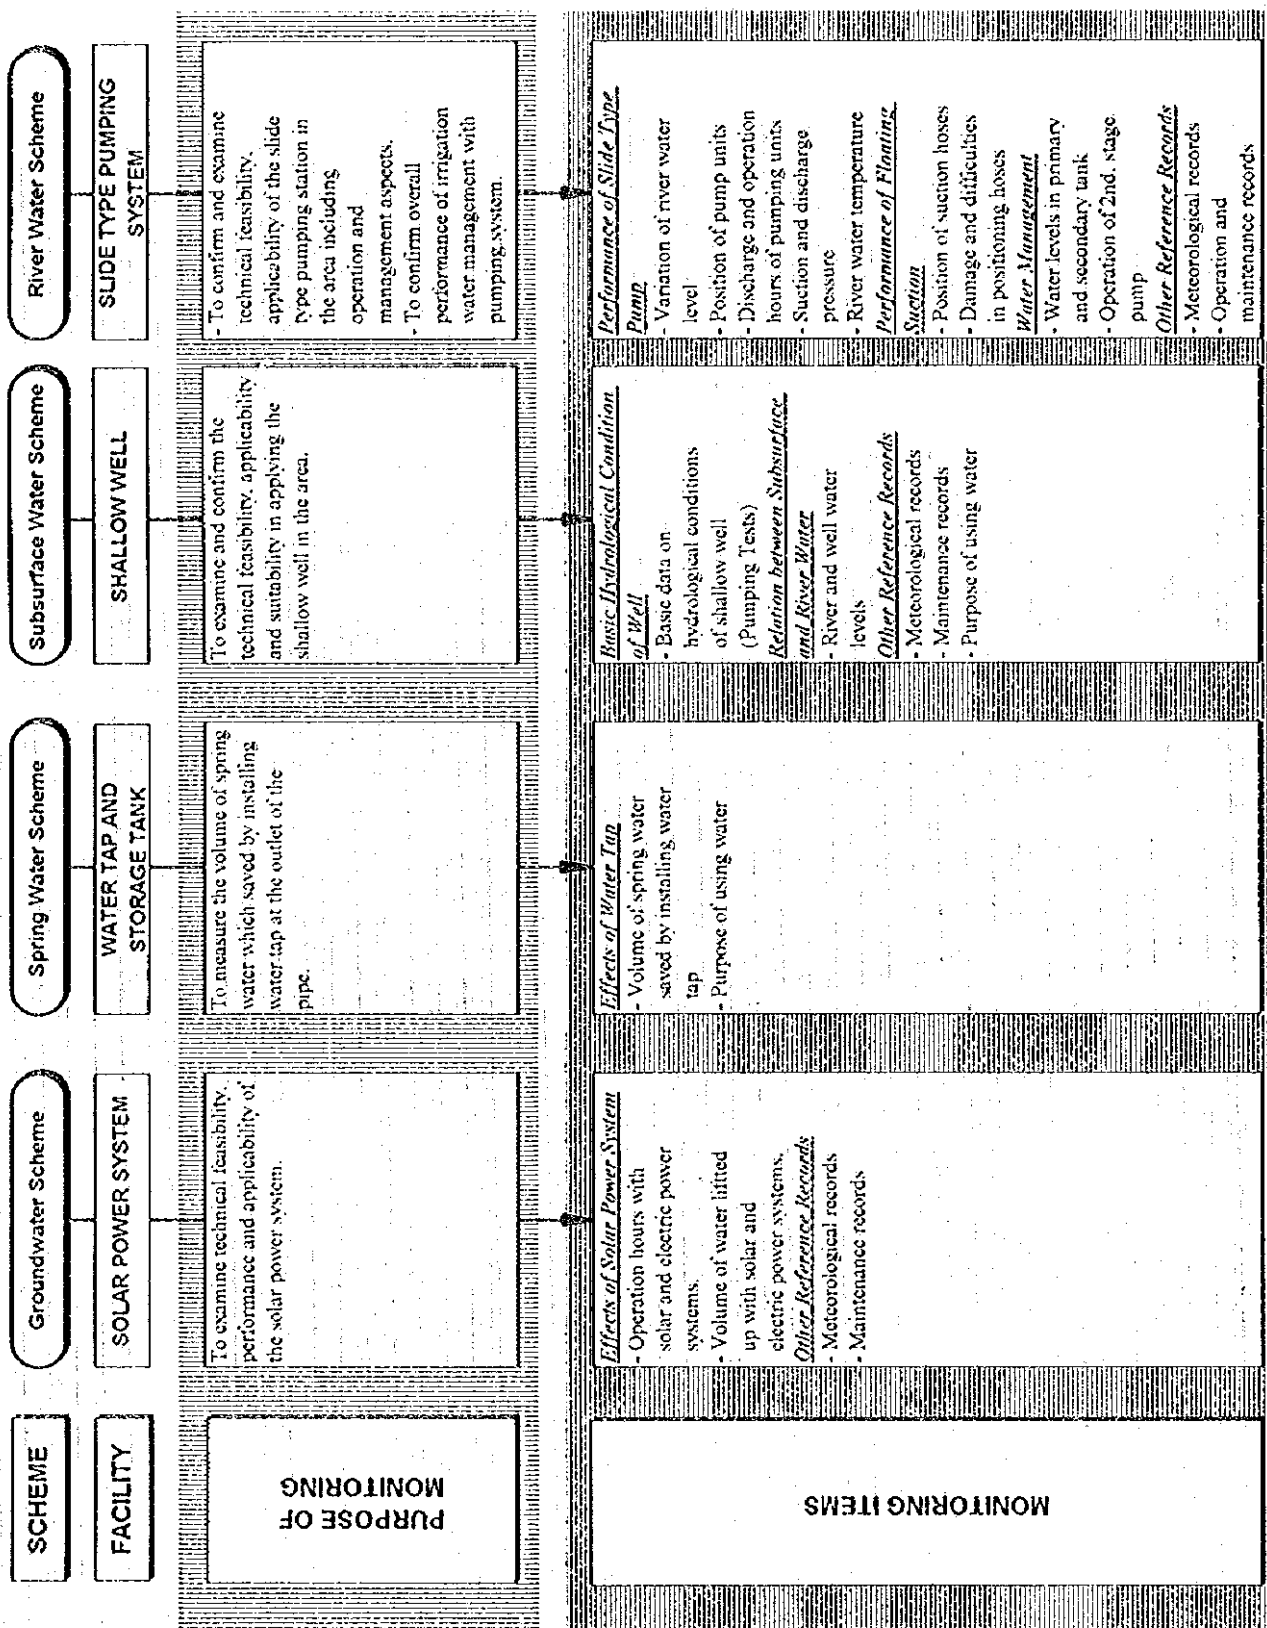 SCHEME
Groundwater Scheme
Spring Water Scheme
Subsurface Water Scheme
River Water Scheme
FACILITY
SOLAR POWER SYSTEM
WATER TAP AND
STORAGE TANK
SHALLOW WELL
SLIDE TYPE PUMPING
SYSTEM
PURPOSE OF
MONITORING
To examine technical feasibility,
performance and applicability of
the solar power system.
To measure the volume of spring
water which saved by installing
water tap at the outlet of the
pipe.
To examine and confirm the
technical feasibility, applicability
and suitability in applying the
shallow well in the area.
- To confirm and examine
technical feasibility,
applicability of the slide
type pumping station in
the area including
operation and
management aspects.
- To confirm overall
performance of irrigation
water management with
pumping system.
MONITORING ITEMS
Effects of Solar Power System
- Operation hours with
solar and electric power
systems.
- Volume of water lifted
up with solar and
electric power systems.
Other Reference Records
- Meteorological records
- Maintenance records
Effects of Water Tap
- Volume of spring water
saved by installing water
tap
- Purpose of using water
Basic Hydrological Condition
of Well
- Basic data on
hydrological conditions
of shallow well
(Pumping Tests)
Relation between Subsurface
and River Water
- River and well water
levels
Other Reference Records
- Meteorological records
- Maintenance records
- Purpose of using water
Performance of Slide Type
Pump
- Variation of river water
level
- Position of pump units
- Discharge and operation
hours of pumping units
- Suction and discharge
pressure
- River water temperature
Performance of Floating
Suction
- Position of suction hoses
- Damage and difficulties
in positioning hoses
Water Management
- Water levels in primary
and secondary tank
- Operation of 2nd. stage
pump
Other Reference Records
- Meteorological records
- Operation and
maintenance records